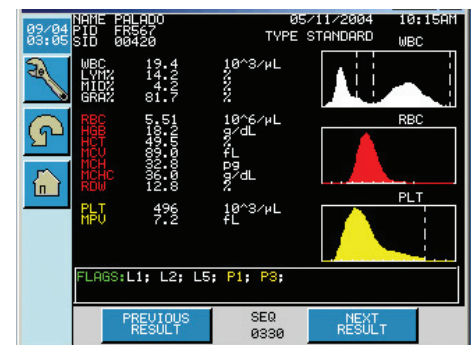 09/04
03:05
NAME PALADO 05/11/2004 10:15AM
PID FR567 TYPE STANDARD
SID 00420
WBC
WBC 19.4 10^3/µL
LYM% 14.2 %
MID% 4.2 %
GRA% 81.7 %
RBC 5.51 10^6/µL
HGB 18.2 g/dL
HCT 49.5 %
MCV 89.8 fL
MCH 32.8 pg
MCHC 36.0 g/dL
RDW 12.8 %
RBC
PLT 496 10^3/µL
MPV 7.2 fL
PLT
FLAGS:L1; L2; L5; P1; P3;
PREVIOUS
RESULT
SEQ
0330
NEXT
RESULT